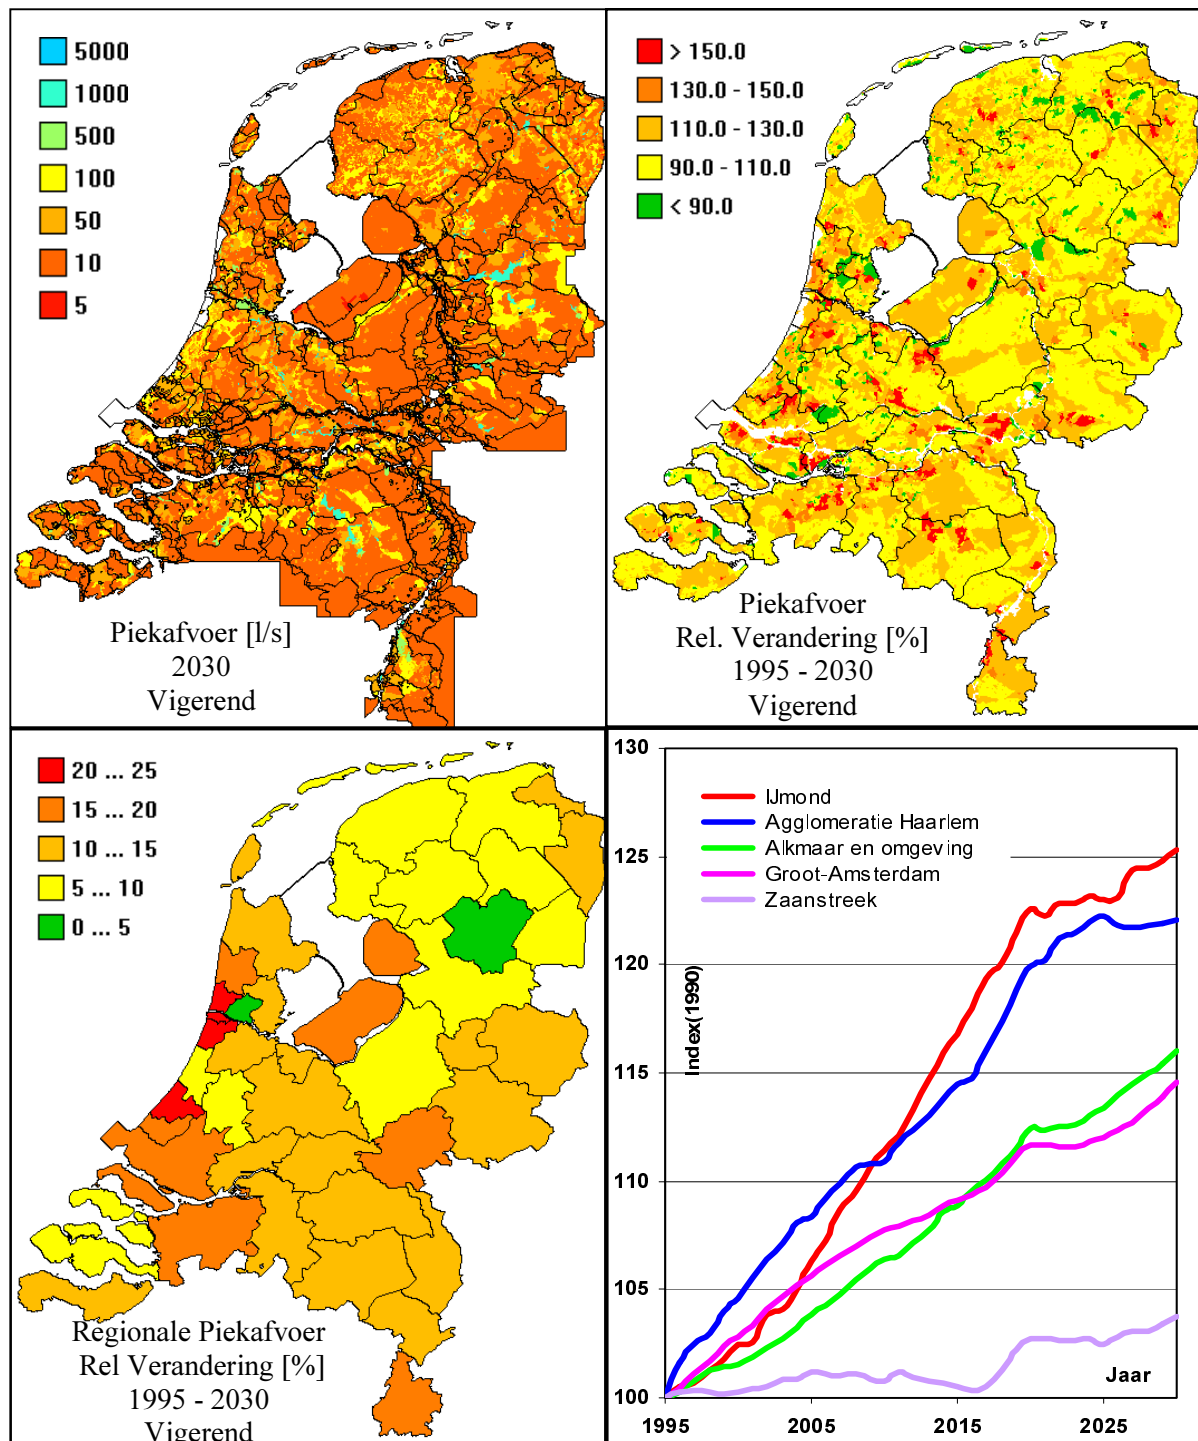 5000
1000
500
100
50
10
5
Piekafvoer [l/s]
2030
Vigerend
> 150.0
130.0 - 150.0
110.0 - 130.0
90.0 - 110.0
< 90.0
Piekafvoer
Rel. Verandering [%]
1995 - 2030
Vigerend
20 ... 25
15 ... 20
10 ... 15
5 ... 10
0 ... 5
Regionale Piekafvoer
Rel Verandering [%]
1995 - 2030
Vigerend
130
125
120
115
110
105
100
Index(1990)
IJmond
Agglomeratie Haarlem
Alkmaar en omgeving
Groot-Amsterdam
Zaanstreek
Jaar
1995
2005
2015
2025